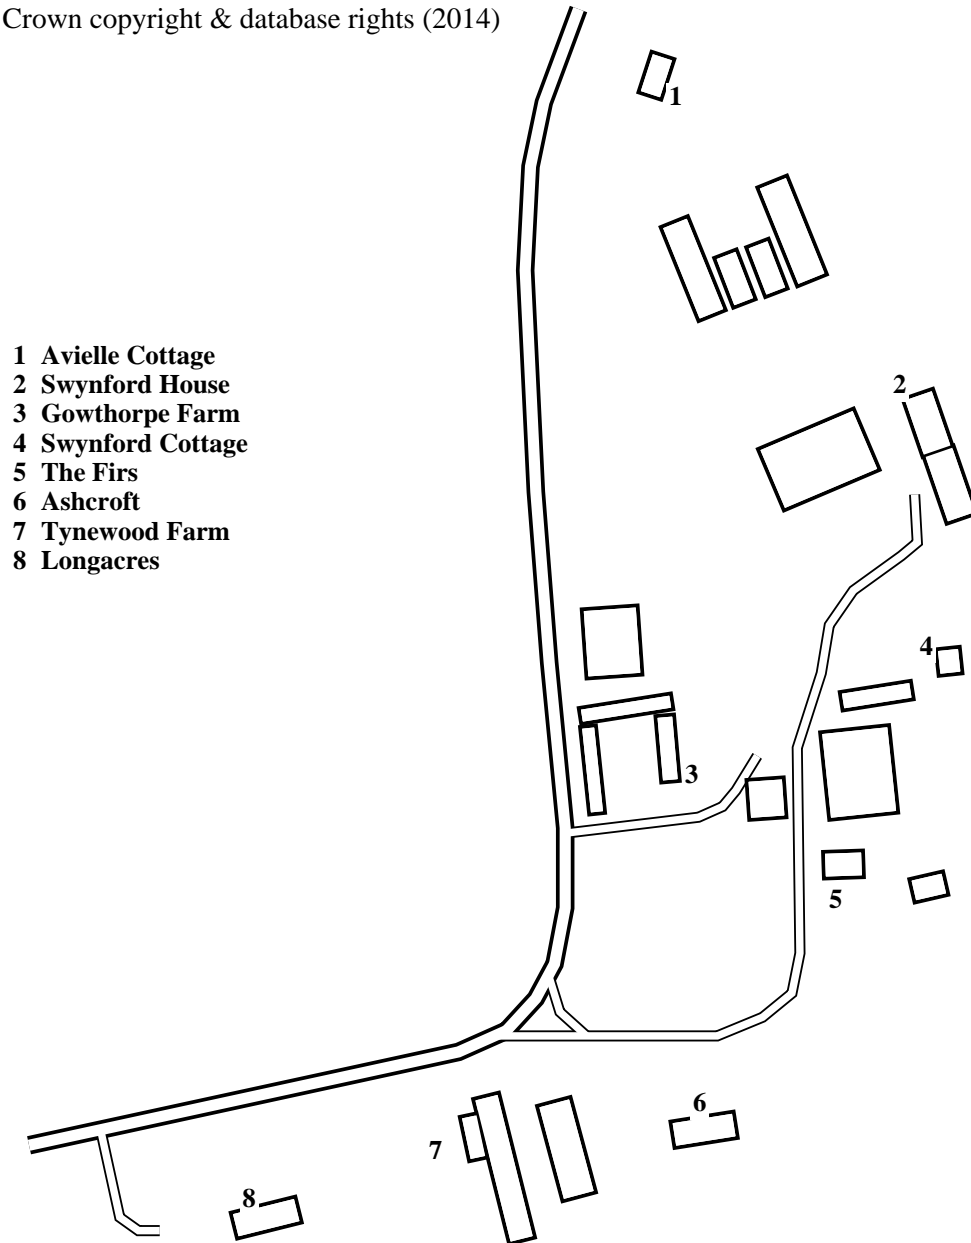 Crown copyright & database rights (2014)
1
2
1 Avielle Cottage
2 Swynford House
3 Gowthorpe Farm
4 Swynford Cottage
5 The Firs
6 Ashcroft
7 Tynewood Farm
8 Longacres
4
3
5
6
7
8